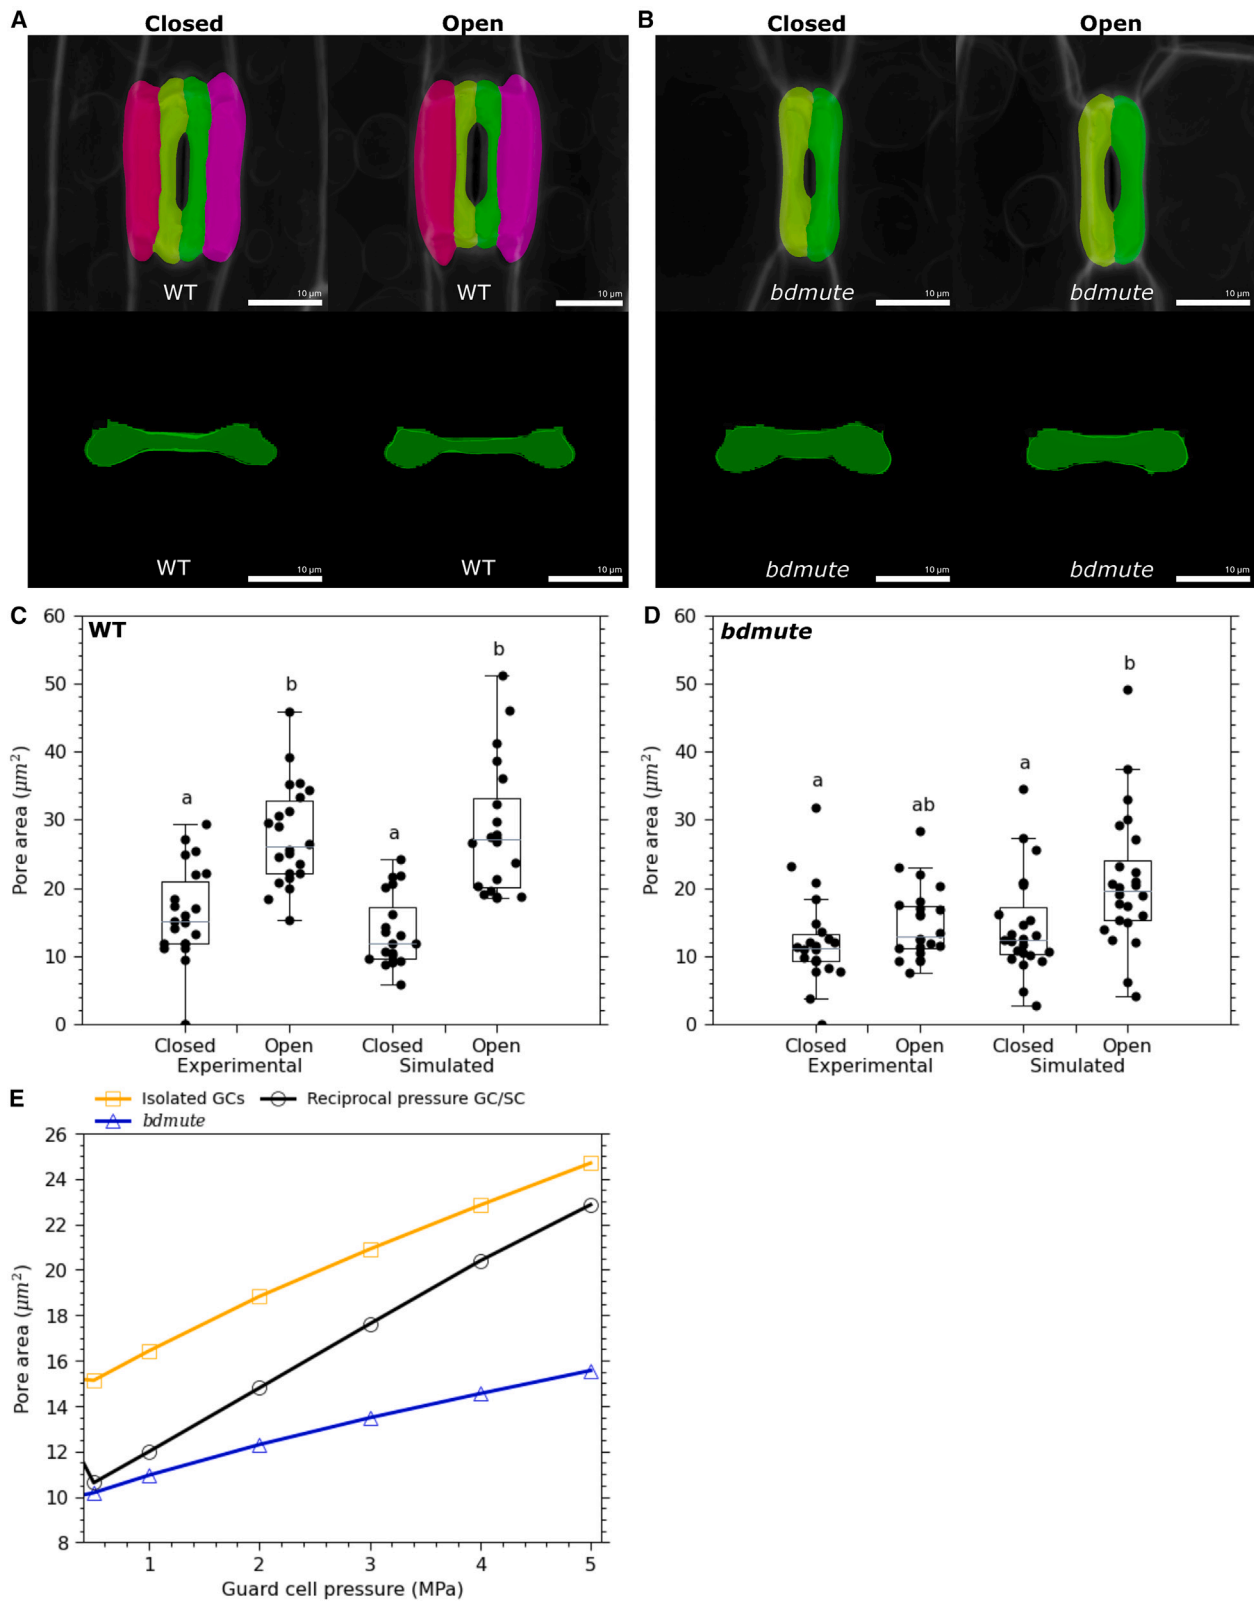 A
Closed
Open
B
Closed
Open
WT
10 µm
WT
10 µm
bdmute
10 µm
bdmute
10 µm
WT
10 µm
WT
10 µm
bdmute
10 µm
bdmute
10 µm
C
WT
60
50
40
30
20
10
0
Pore area (µm²)
a
b
a
b
Closed
Open
Closed
Open
Experimental
Simulated
D
bdmute
60
50
40
30
20
10
0
Pore area (µm²)
a
ab
a
b
Closed
Open
Closed
Open
Experimental
Simulated
E
Isolated GCs
Reciprocal pressure GC/SC
bdmute
26
24
22
20
18
16
14
12
10
8
Pore area (µm²)
1
2
3
4
5
Guard cell pressure (MPa)